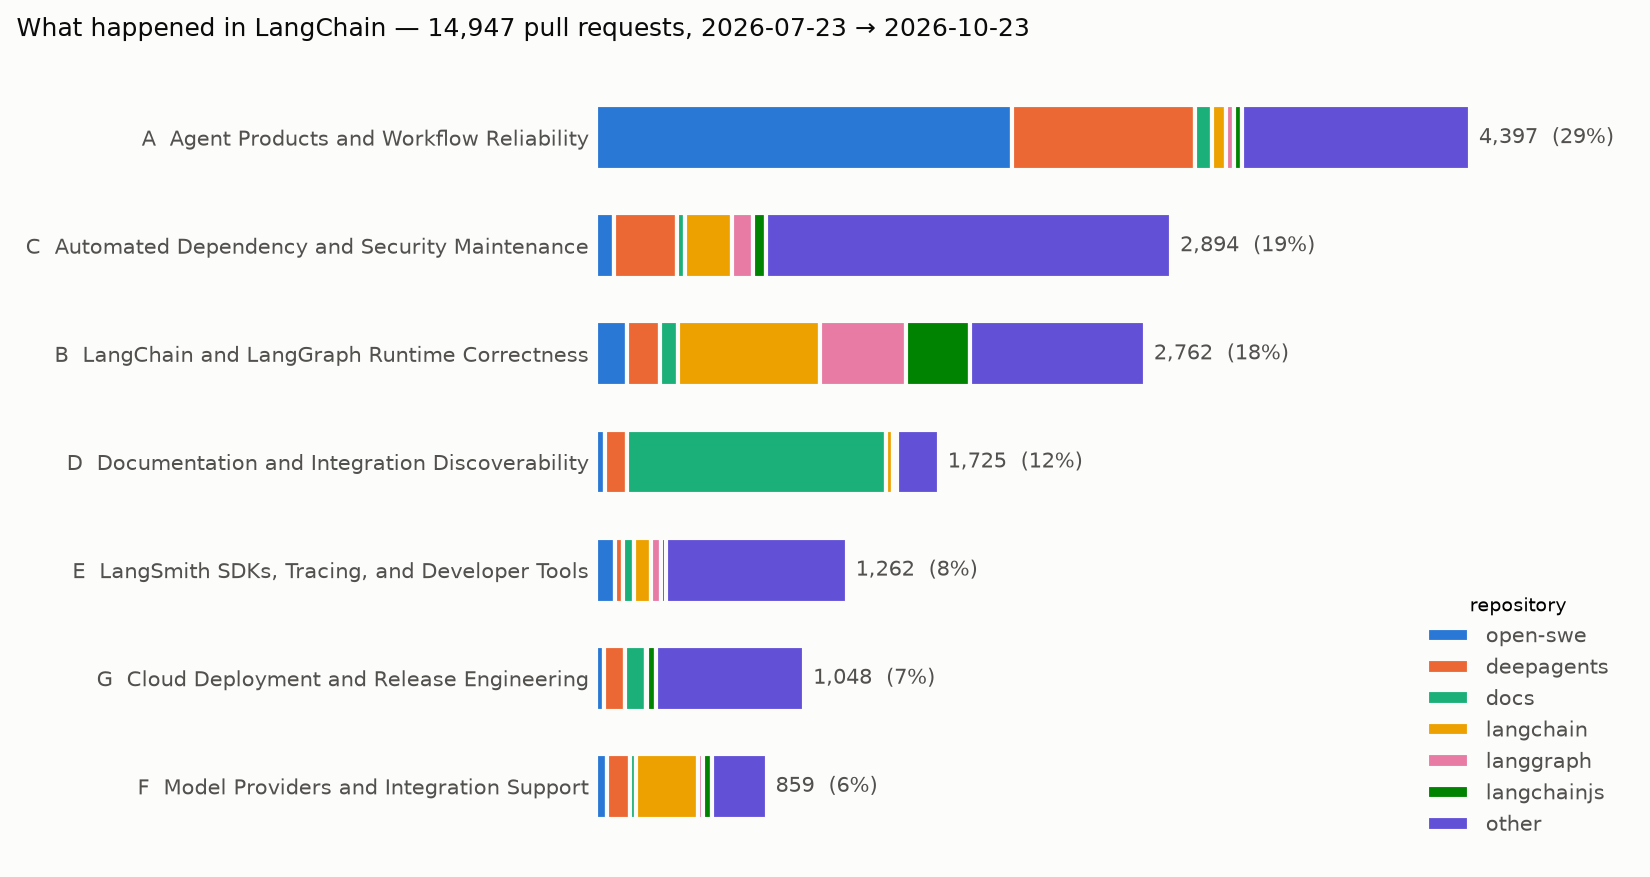 What happened in LangChain — 14,947 pull requests, 2026-07-23 → 2026-10-23
A  Agent Products and Workflow Reliability
4,397  (29%)
C  Automated Dependency and Security Maintenance
2,894  (19%)
B  LangChain and LangGraph Runtime Correctness
2,762  (18%)
D  Documentation and Integration Discoverability
1,725  (12%)
E  LangSmith SDKs, Tracing, and Developer Tools
1,262  (8%)
G  Cloud Deployment and Release Engineering
1,048  (7%)
F  Model Providers and Integration Support
859  (6%)
repository
open-swe
deepagents
docs
langchain
langgraph
langchainjs
other